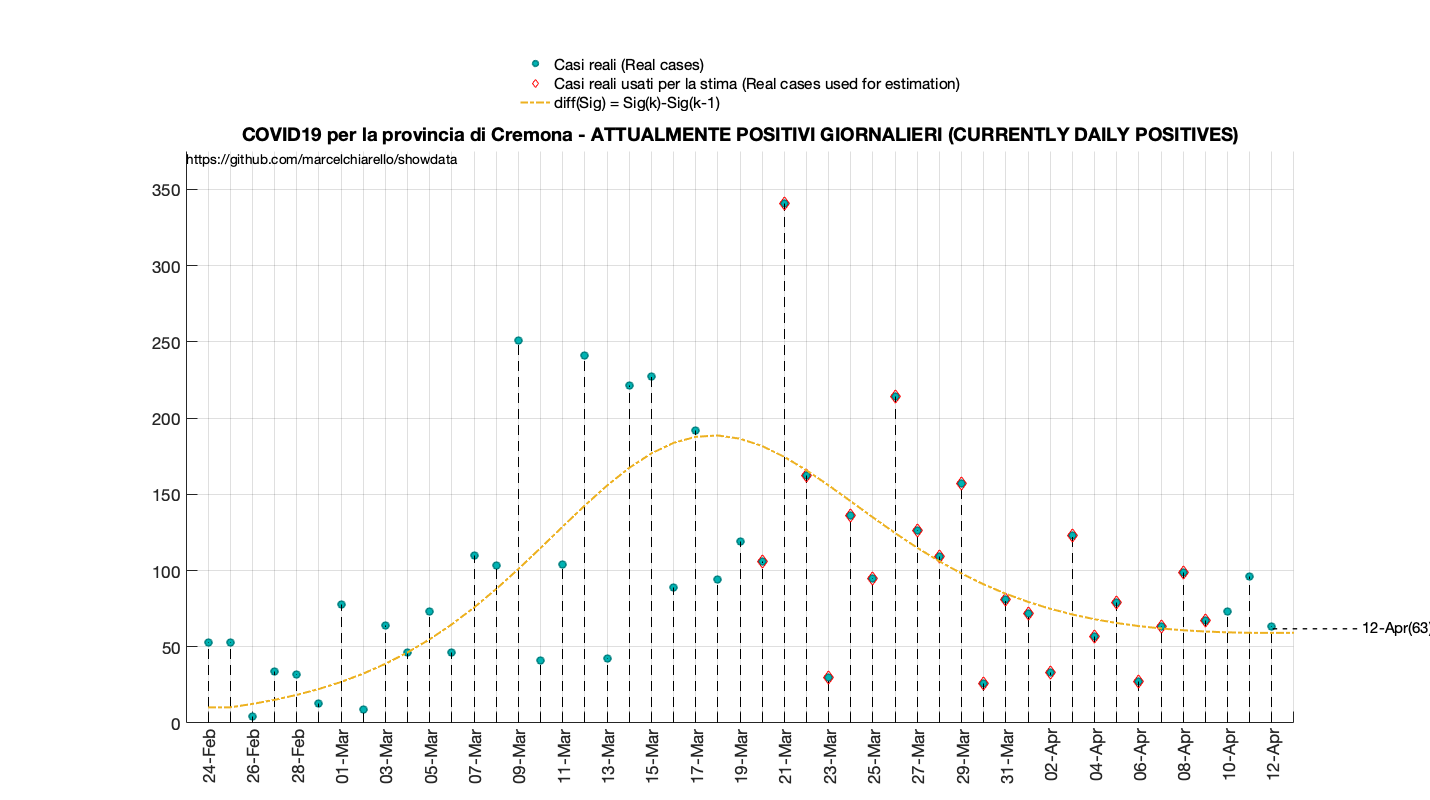 Casi reali (Real cases)
Casi reali usati per la stima (Real cases used for estimation)
diff(Sig) = Sig(k)-Sig(k-1)
COVID19 per la provincia di Cremona - ATTUALMENTE POSITIVI GIORNALIERI (CURRENTLY DAILY POSITIVES)
https://github.com/marcelchiarello/showdata
350
300
250
200
150
100
50
0
12-Apr(63)
24-Feb
26-Feb
28-Feb
01-Mar
03-Mar
05-Mar
07-Mar
09-Mar
11-Mar
13-Mar
15-Mar
17-Mar
19-Mar
21-Mar
23-Mar
25-Mar
27-Mar
29-Mar
31-Mar
02-Apr
04-Apr
06-Apr
08-Apr
10-Apr
12-Apr